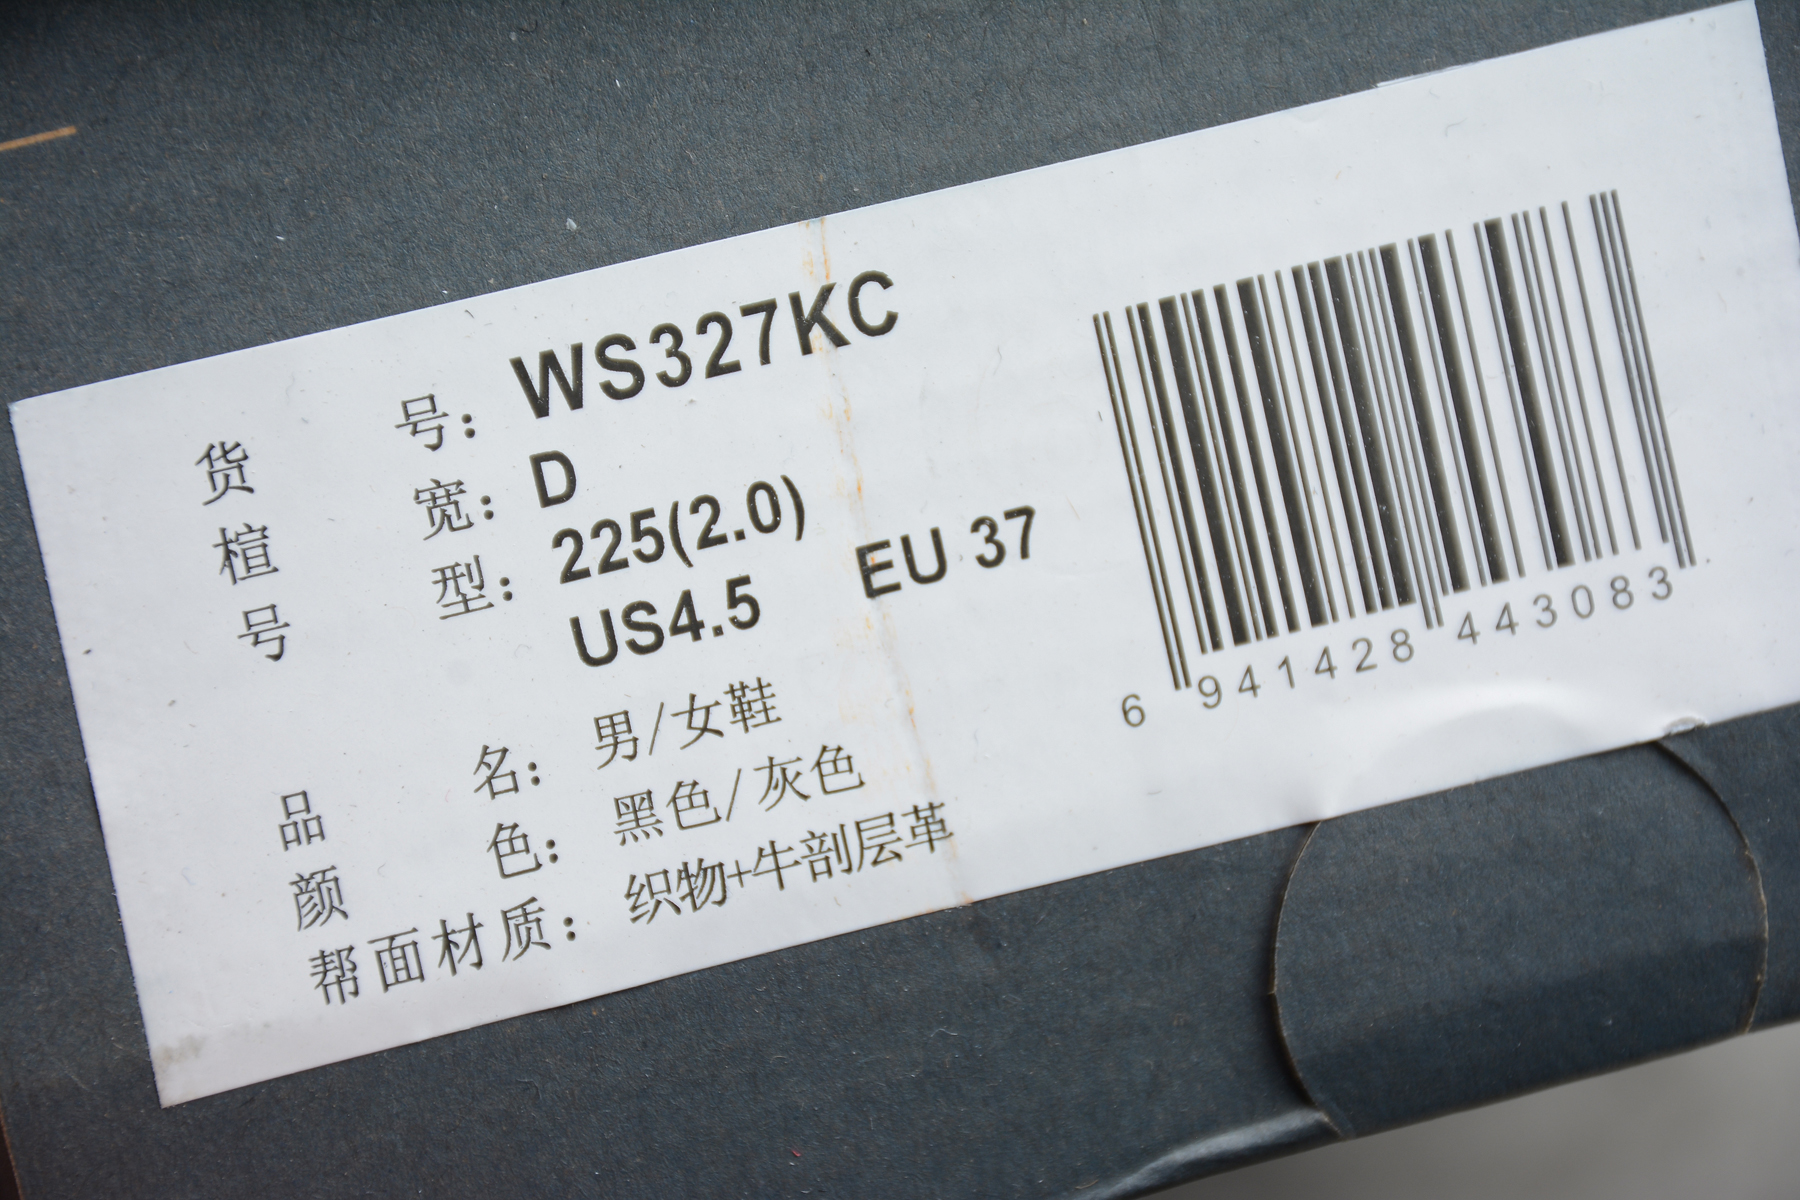 货 号： WS327KC
楦 宽： D
号 型： 225(2.0)
US4.5 EU 37
品 名： 男/女鞋
颜 色： 黑色/灰色
帮面材质： 织物+牛剖层革
6 941428 443083